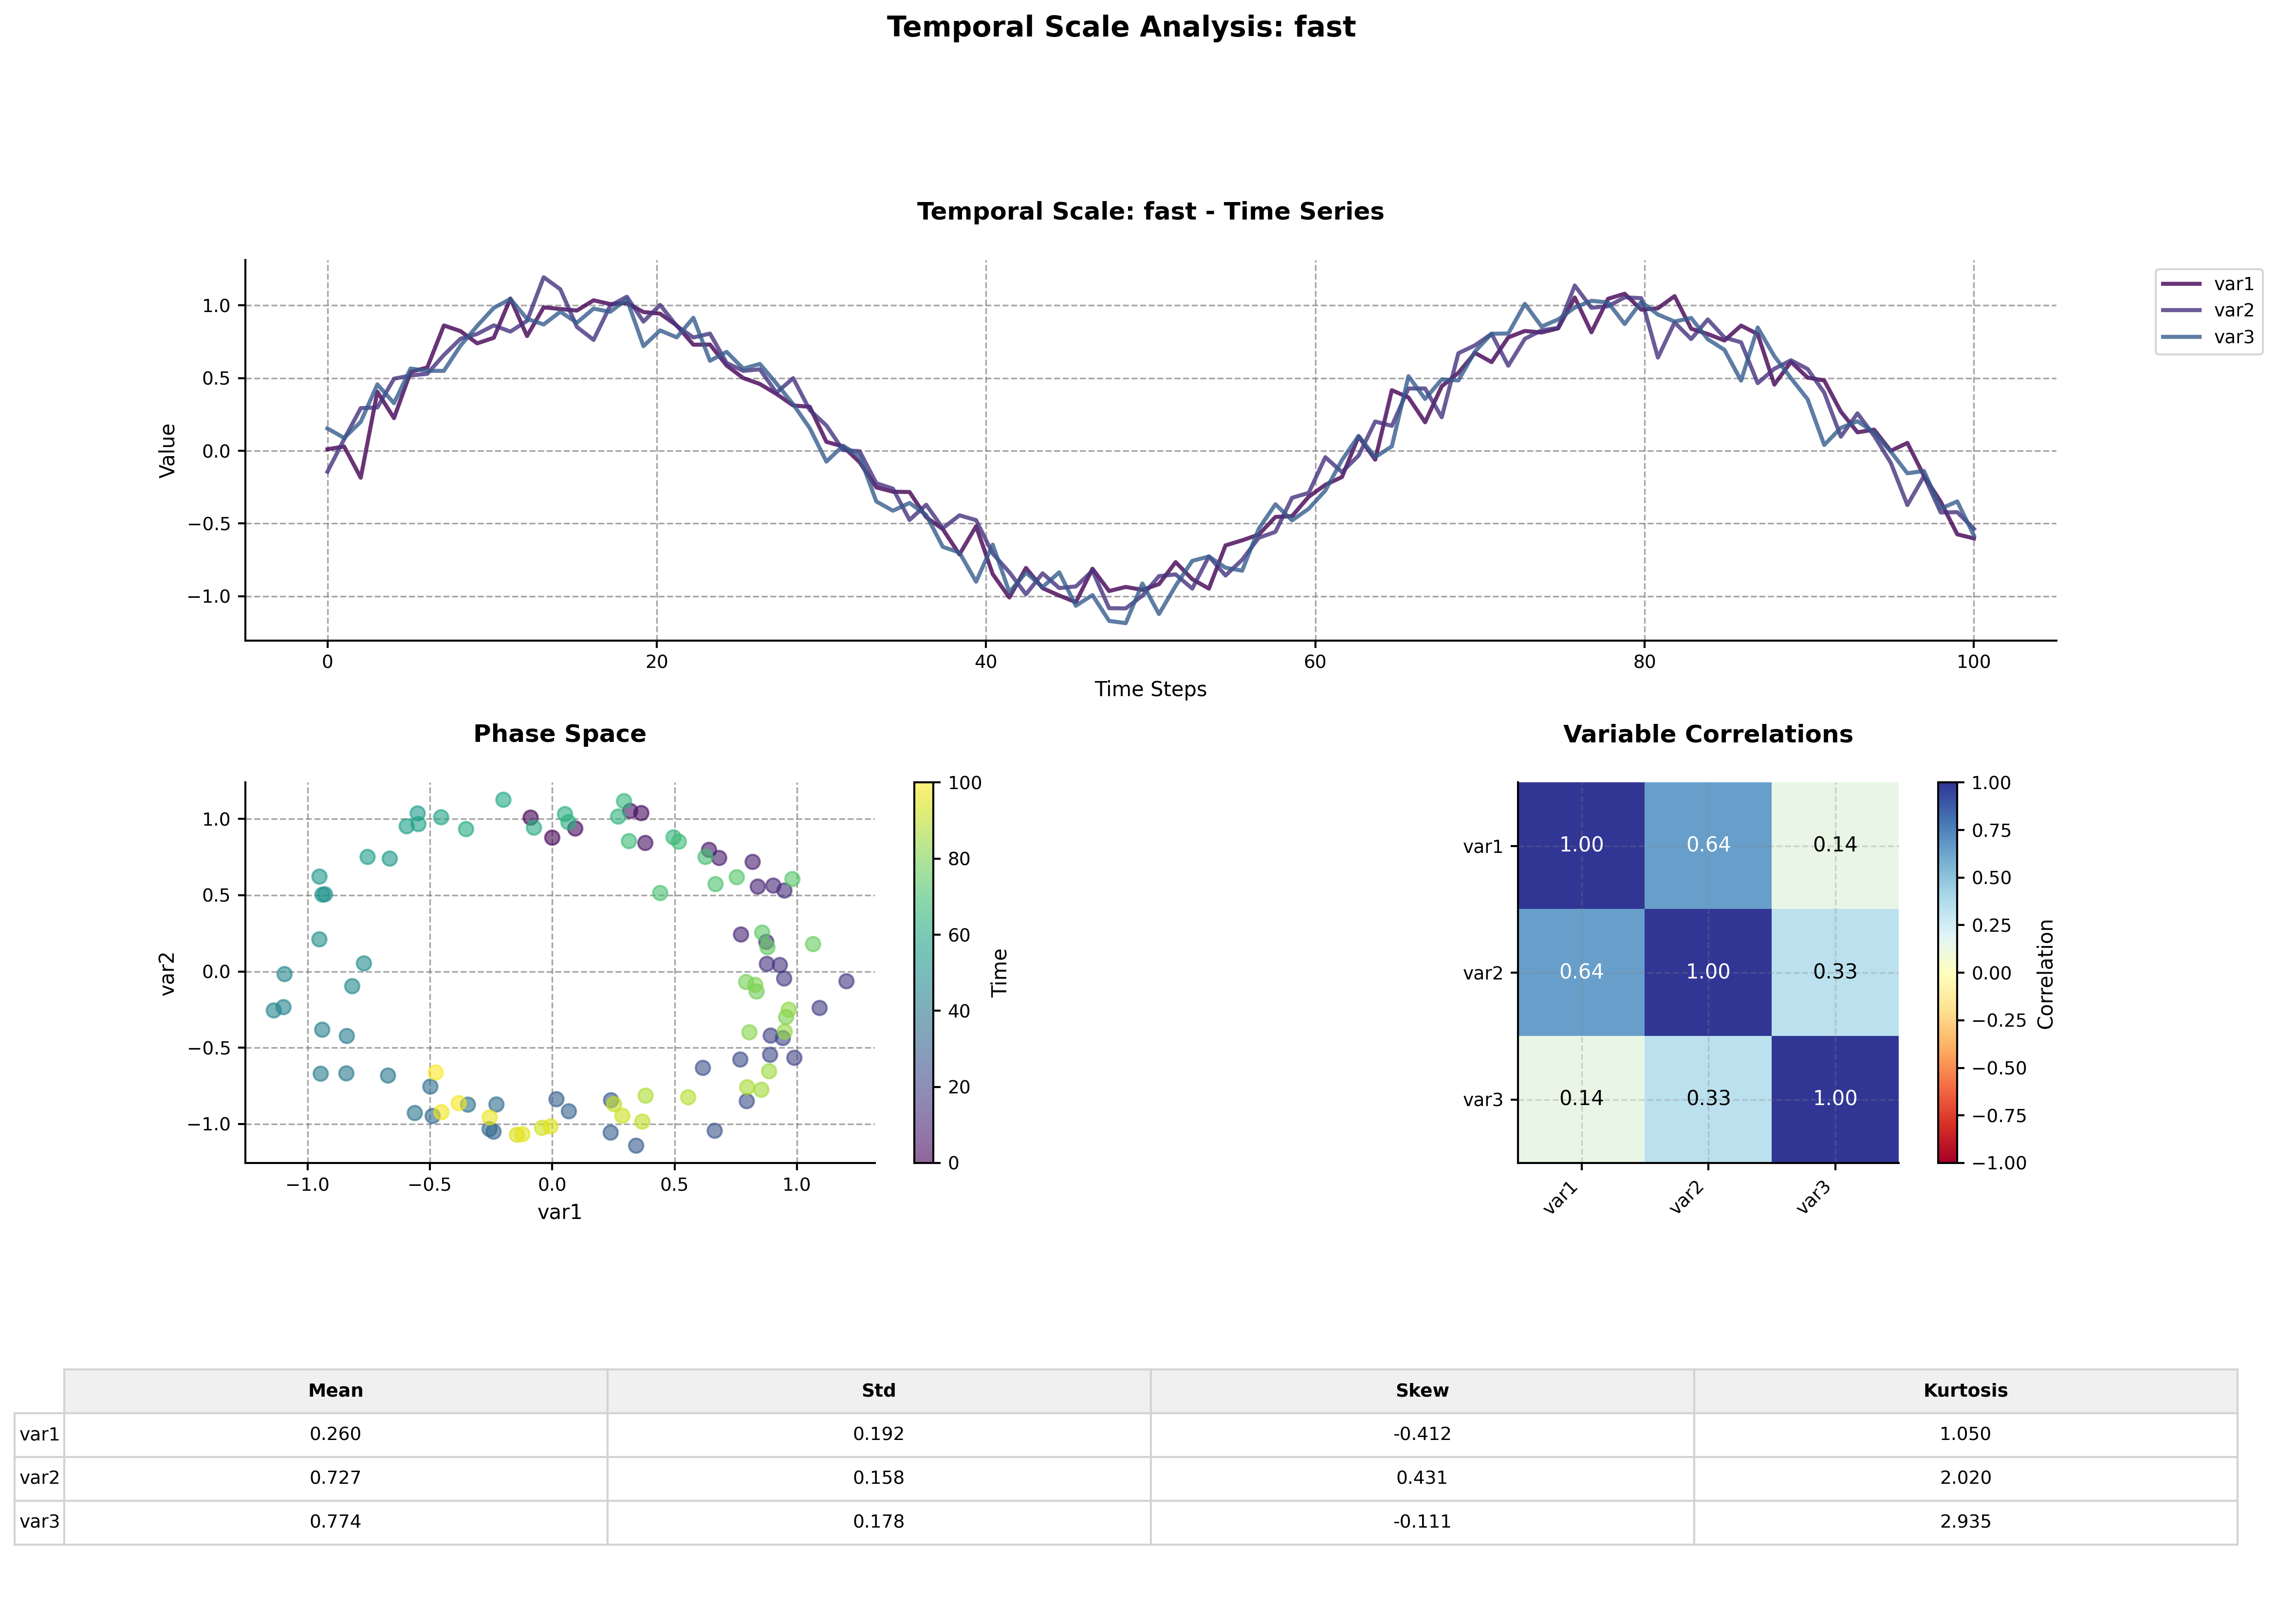 Temporal Scale Analysis: fast
Temporal Scale: fast - Time Series
1.0
0.5
0.0
−0.5
−1.0
Value
0 20 40 60 80 100
Time Steps
var1
var2
var3
Phase Space
1.0
0.5
0.0
−0.5
−1.0
var2
−1.0 −0.5 0.0 0.5 1.0
var1
100
80
60
40
20
0
Time
Variable Correlations
var1 1.00 0.64 0.14
var2 0.64 1.00 0.33
var3 0.14 0.33 1.00
var1 var2 var3
1.00
0.75
0.50
0.25
0.00
−0.25
−0.50
−0.75
−1.00
Correlation
Mean Std Skew Kurtosis
var1 0.260 0.192 -0.412 1.050
var2 0.727 0.158 0.431 2.020
var3 0.774 0.178 -0.111 2.935